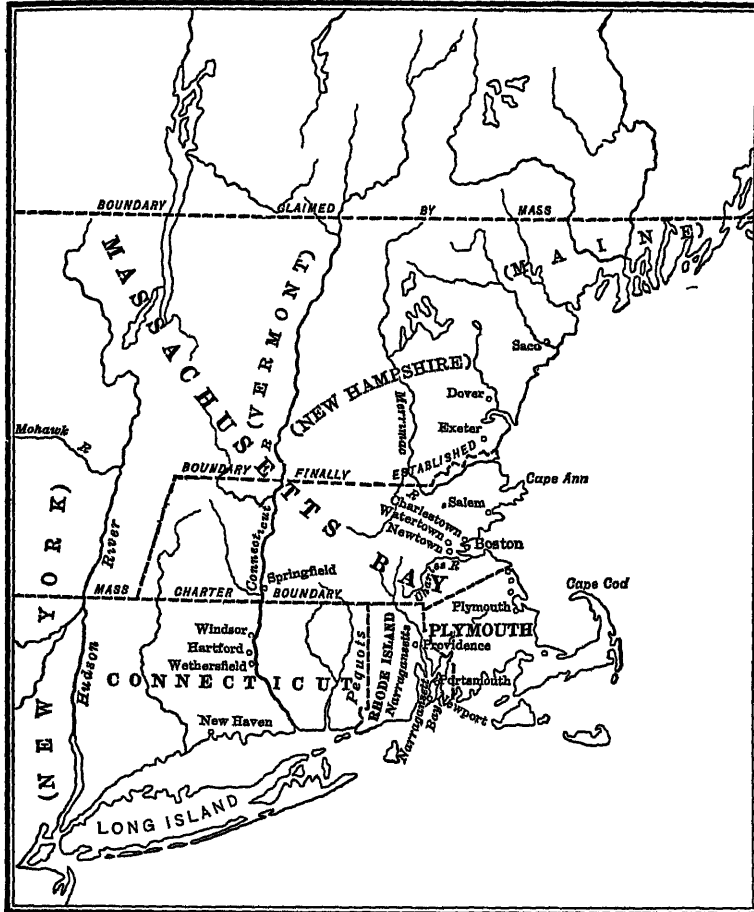 BOUNDARY CLAIMED BY MASS
MASSACHUSETTS BAY
(VERMONT)
(MAINE)
(NEW HAMPSHIRE)
Saco
Dover
Exeter
Merrimac
R
Mohawk R
R
BOUNDARY FINALLY ESTABLISHED
Cape Ann
Salem
Charlestown
Watertown
Newtown
Boston
Charles R
Connecticut
River
Springfield
MASS CHARTER BOUNDARY
Cape Cod
Plymouth
PLYMOUTH
Windsor
Hartford
Wethersfield
CONNECTICUT
Pequots
RHODE ISLAND
Narragansetts
Providence
Portsmouth
Newport
Narragansett Bay
New Haven
Hudson
(NEW YORK)
LONG ISLAND